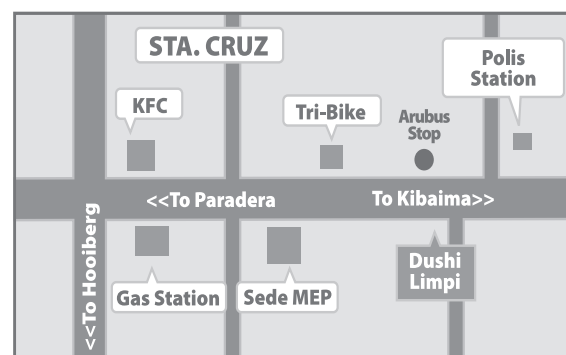 STA. CRUZ
Polis
Station
KFC
Tri-Bike
Arubus
Stop
<<To Paradera
To Kibaima>>
<<To Hooiberg
Gas Station
Sede MEP
Dushi
Limpi